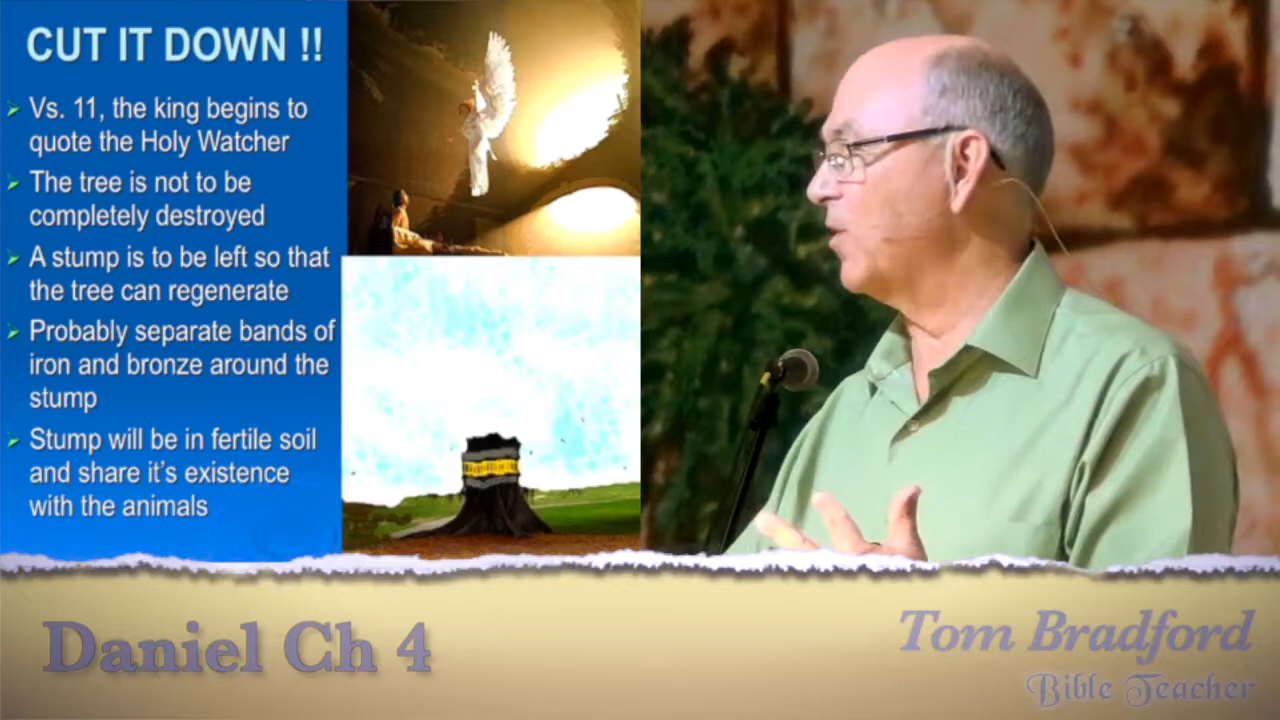 CUT IT DOWN !!
Vs. 11, the king begins to
quote the Holy Watcher
The tree is not to be
completely destroyed
A stump is to be left so that
the tree can regenerate
Probably separate bands of
iron and bronze around the
stump
Stump will be in fertile soil
and share it's existence
with the animals
Daniel Ch 4
Tom Bradford
Bible Teacher